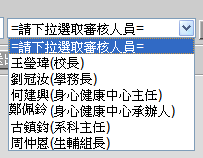 =請下拉選取審核人員=
=請下拉選取審核人員=
王瑩瑋(校長)
劉冠汝(學務長)
何建興(身心健康中心主任)
鄭佩鈴(身心健康中心承辦人)
古鎮鈞(系科主任)
周仲恩(生輔組長)